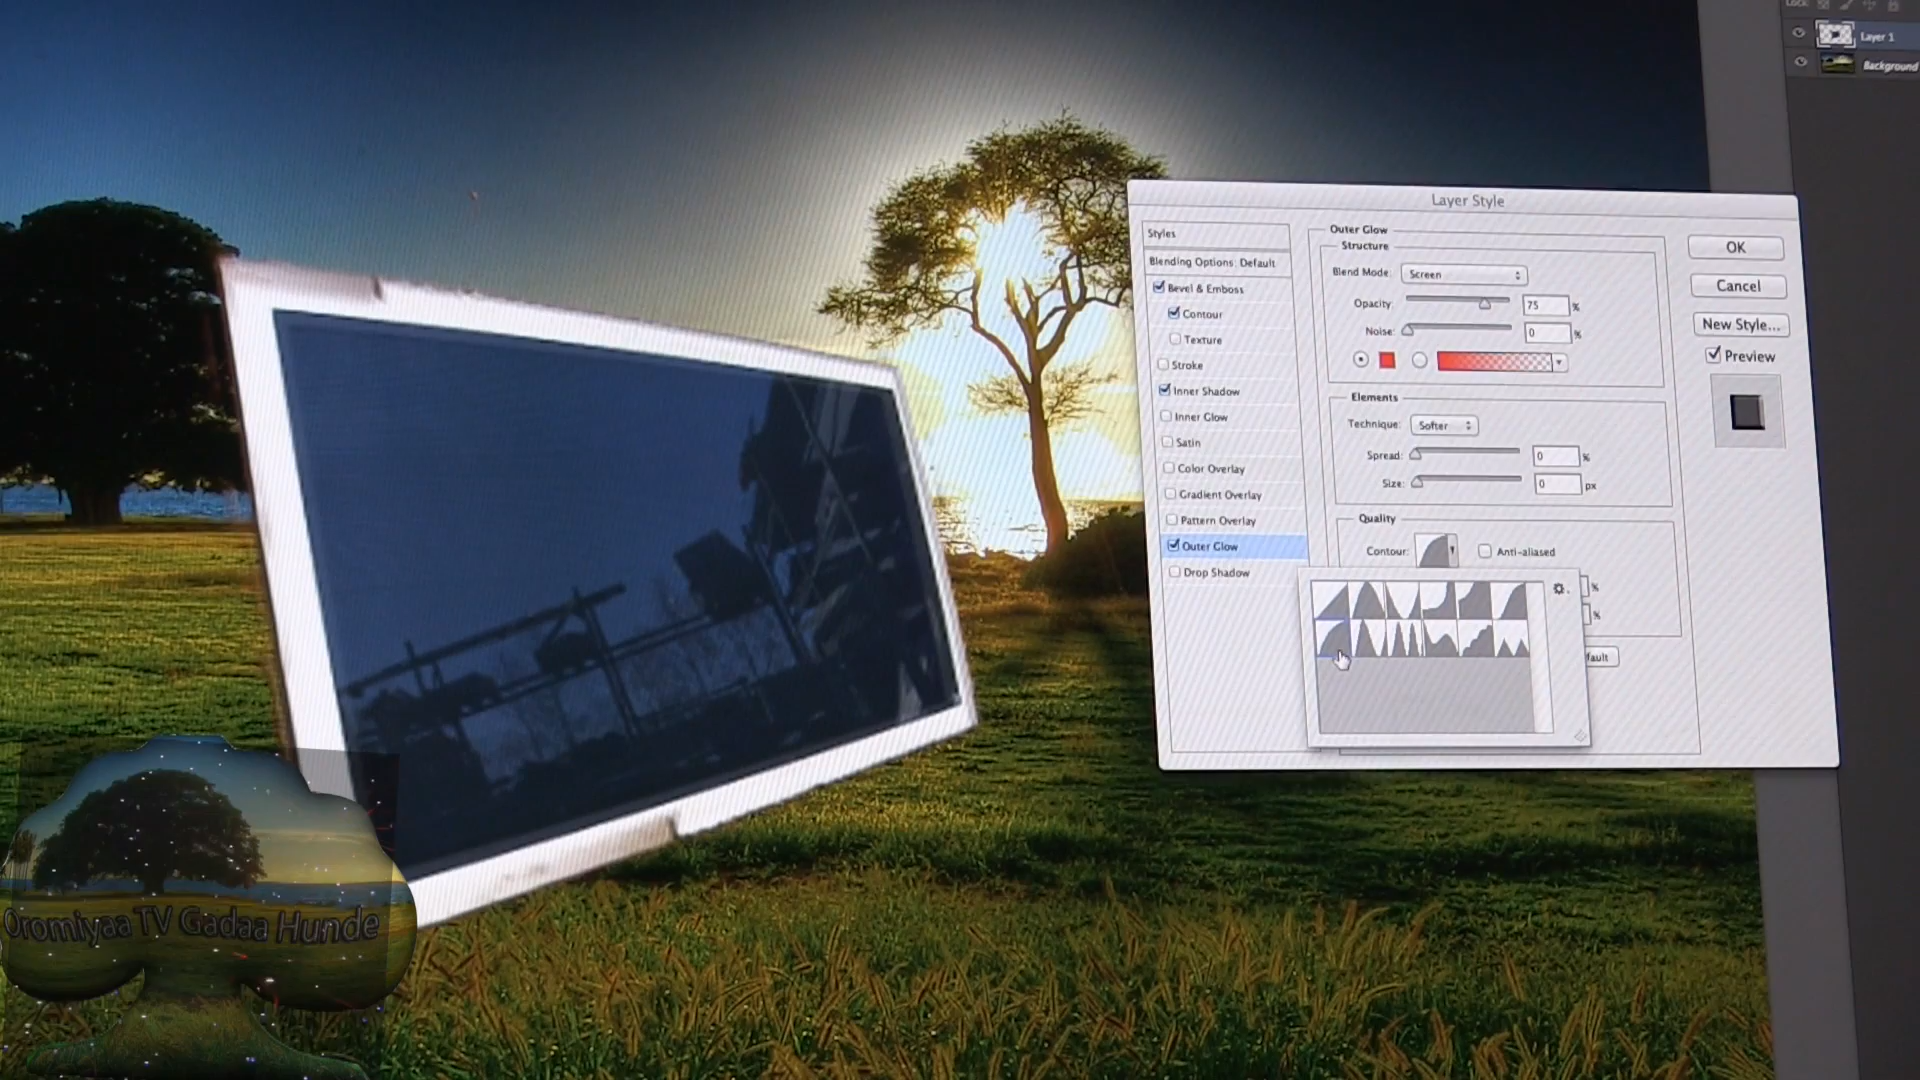 Lock:
Layer 1
Background
Layer Style
Styles
Blending Options: Default
Bevel & Emboss
Contour
Texture
Stroke
Inner Shadow
Inner Glow
Satin
Color Overlay
Gradient Overlay
Pattern Overlay
Outer Glow
Drop Shadow
Outer Glow
Structure
Blend Mode: Screen
Opacity: 75 %
Noise: 0 %
Elements
Technique: Softer
Spread: 0 %
Size: 0 px
Quality
Contour: Anti-aliased
%
%
fault
OK
Cancel
New Style...
Preview
Oromiyaa TV Gadaa Hunde